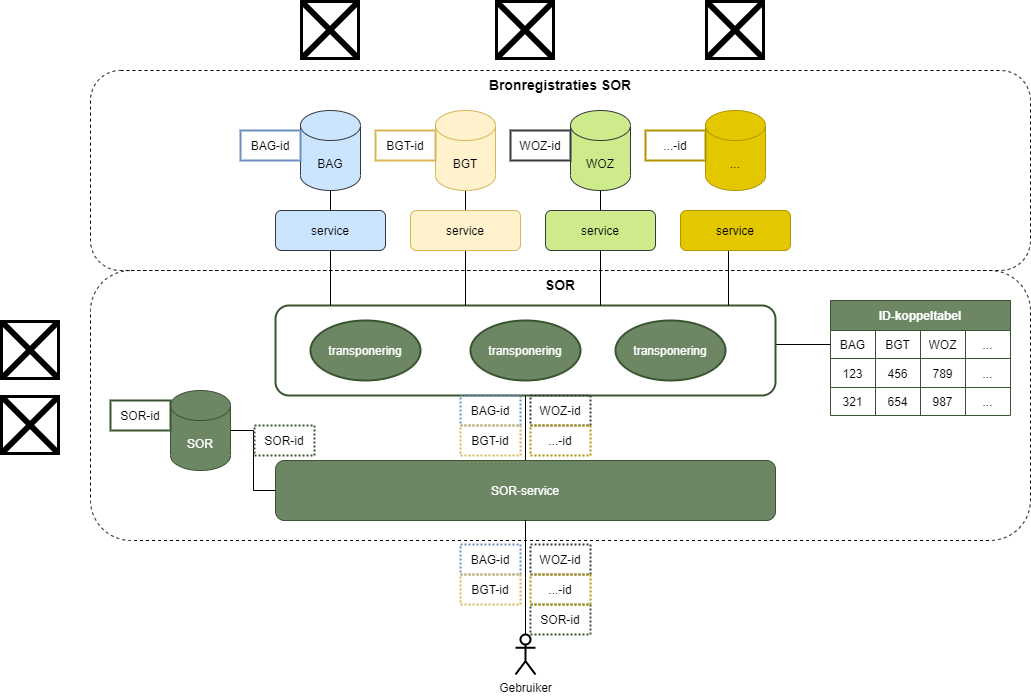 Bronregistraties SOR
BAG-id
BAG
BGT-id
BGT
WOZ-id
WOZ
...-id
...
service
service
service
service
SOR
transponering
transponering
transponering
ID-koppeltabel
BAG BGT WOZ ...
123 456 789 ...
321 654 987 ...
SOR-id
SOR
SOR-id
BAG-id WOZ-id
BGT-id ...-id
SOR-service
BAG-id WOZ-id
BGT-id ...-id
SOR-id
Gebruiker